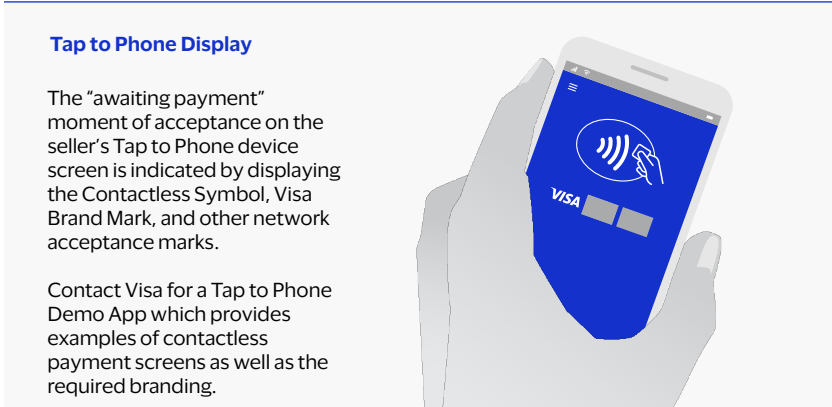 Tap to Phone Display
The “awaiting payment”
moment of acceptance on the
seller’s Tap to Phone device
screen is indicated by displaying
the Contactless Symbol, Visa
Brand Mark, and other network
acceptance marks.
Contact Visa for a Tap to Phone
Demo App which provides
examples of contactless
payment screens as well as the
required branding.
VISA